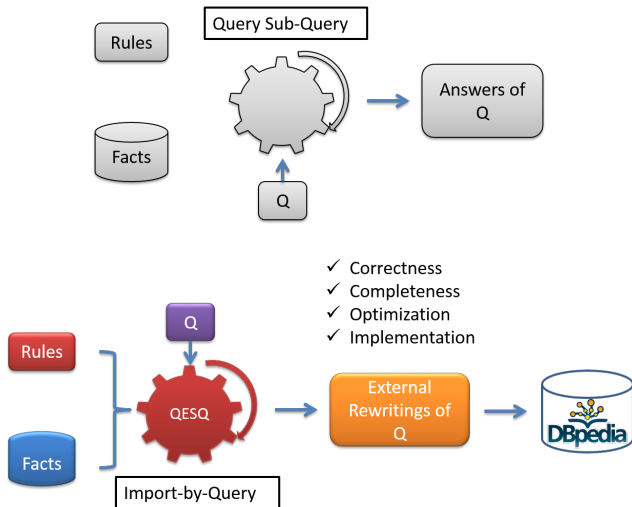 Query Sub-Query
Rules
Answers of
Q
Facts
Q
✓ Correctness
✓ Completeness
✓ Optimization
✓ Implementation
Q
Rules
QESQ
External
Rewritings of
Q
DBpedia
Facts
Import-by-Query